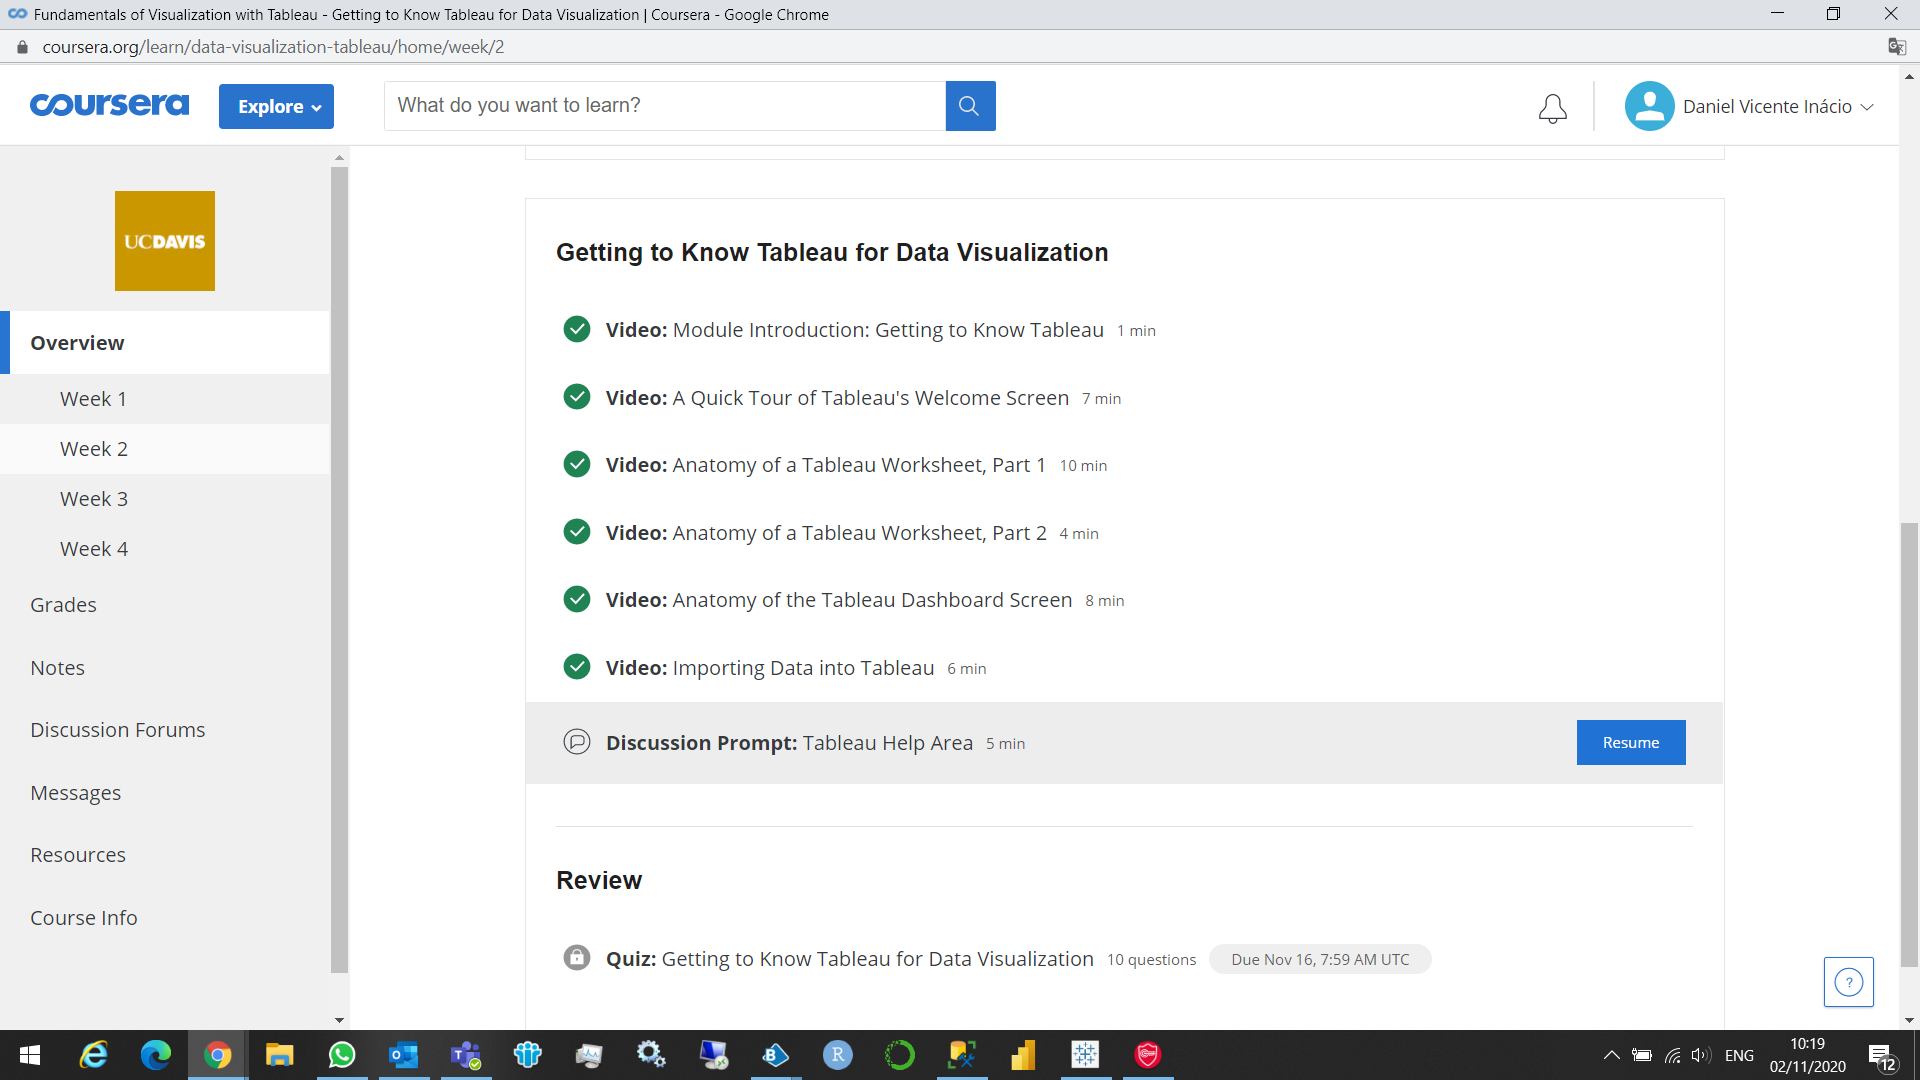 Fundamentals of Visualization with Tableau - Getting to Know Tableau for Data Visualization | Coursera - Google Chrome
coursera.org/learn/data-visualization-tableau/home/week/2
coursera
Explore
What do you want to learn?
Daniel Vicente Inácio
UCDAVIS
Overview
Week 1
Week 2
Week 3
Week 4
Grades
Notes
Discussion Forums
Messages
Resources
Course Info
Getting to Know Tableau for Data Visualization
Video: Module Introduction: Getting to Know Tableau 1 min
Video: A Quick Tour of Tableau's Welcome Screen 7 min
Video: Anatomy of a Tableau Worksheet, Part 1 10 min
Video: Anatomy of a Tableau Worksheet, Part 2 4 min
Video: Anatomy of the Tableau Dashboard Screen 8 min
Video: Importing Data into Tableau 6 min
Discussion Prompt: Tableau Help Area 5 min
Resume
Review
Quiz: Getting to Know Tableau for Data Visualization 10 questions Due Nov 16, 7:59 AM UTC
?
ENG
10:19
02/11/2020
12